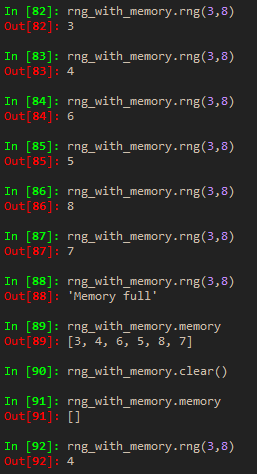 In [82]: rng_with_memory.rng(3,8)
Out[82]: 3
In [83]: rng_with_memory.rng(3,8)
Out[83]: 4
In [84]: rng_with_memory.rng(3,8)
Out[84]: 6
In [85]: rng_with_memory.rng(3,8)
Out[85]: 5
In [86]: rng_with_memory.rng(3,8)
Out[86]: 8
In [87]: rng_with_memory.rng(3,8)
Out[87]: 7
In [88]: rng_with_memory.rng(3,8)
Out[88]: 'Memory full'
In [89]: rng_with_memory.memory
Out[89]: [3, 4, 6, 5, 8, 7]
In [90]: rng_with_memory.clear()
In [91]: rng_with_memory.memory
Out[91]: []
In [92]: rng_with_memory.rng(3,8)
Out[92]: 4